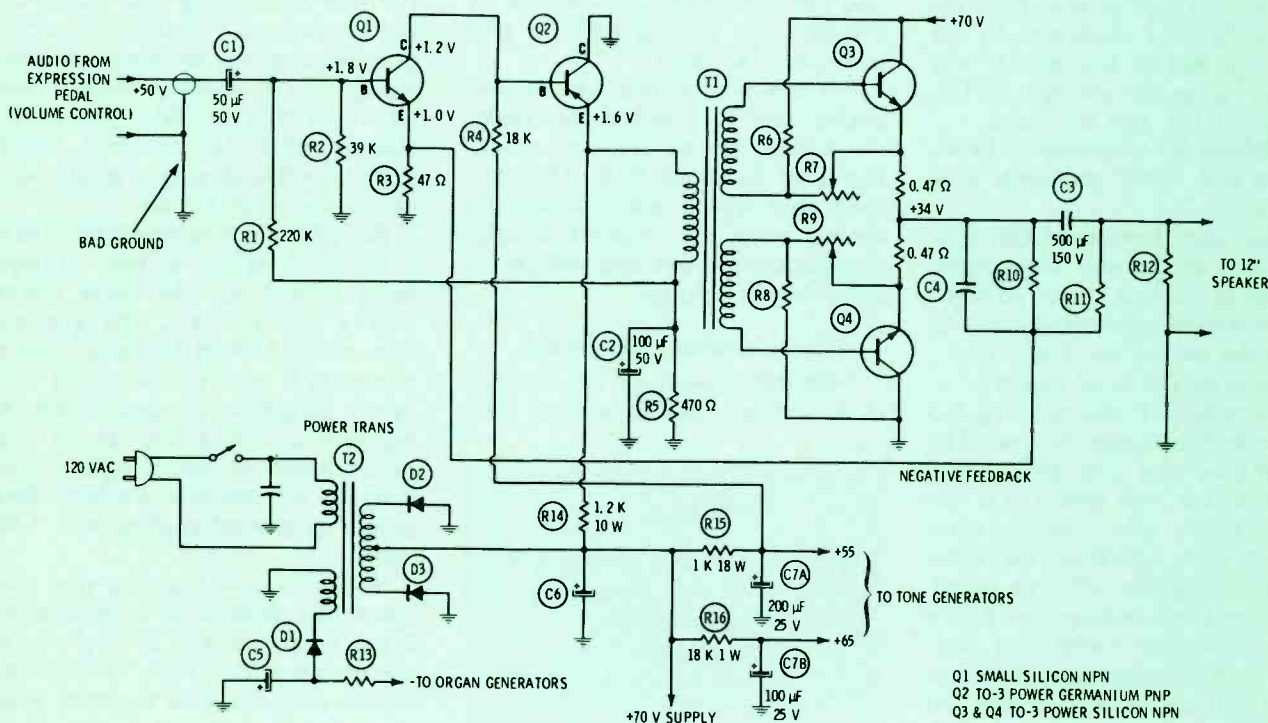 AUDIO FROM
EXPRESSION
PEDAL
(VOLUME CONTROL)
+50 V
BAD GROUND
C1
50 µF
50 V
R1
220 K
R2
39 K
Q1
C
+1.2 V
+1.8 V
B
E
+1.0 V
R3
47 Ω
R4
18 K
Q2
C
B
E
+1.6 V
C2
100 µF
50 V
R5
470 Ω
T1
+70 V
Q3
R6
R7
0.47 Ω
+34 V
R9
0.47 Ω
R8
Q4
C4
R10
C3
500 µF
150 V
R11
R12
TO 12"
SPEAKER
NEGATIVE FEEDBACK
POWER TRANS
120 VAC
T2
D2
D3
D1
C5
R13
-TO ORGAN GENERATORS
R14
1.2 K
10 W
C6
R15
1 K 18 W
+55
C7A
200 µF
25 V
TO TONE GENERATORS
R16
18 K 1 W
+65
C7B
100 µF
25 V
+70 V SUPPLY
Q1 SMALL SILICON NPN
Q2 TO-3 POWER GERMANIUM PNP
Q3 & Q4 TO-3 POWER SILICON NPN